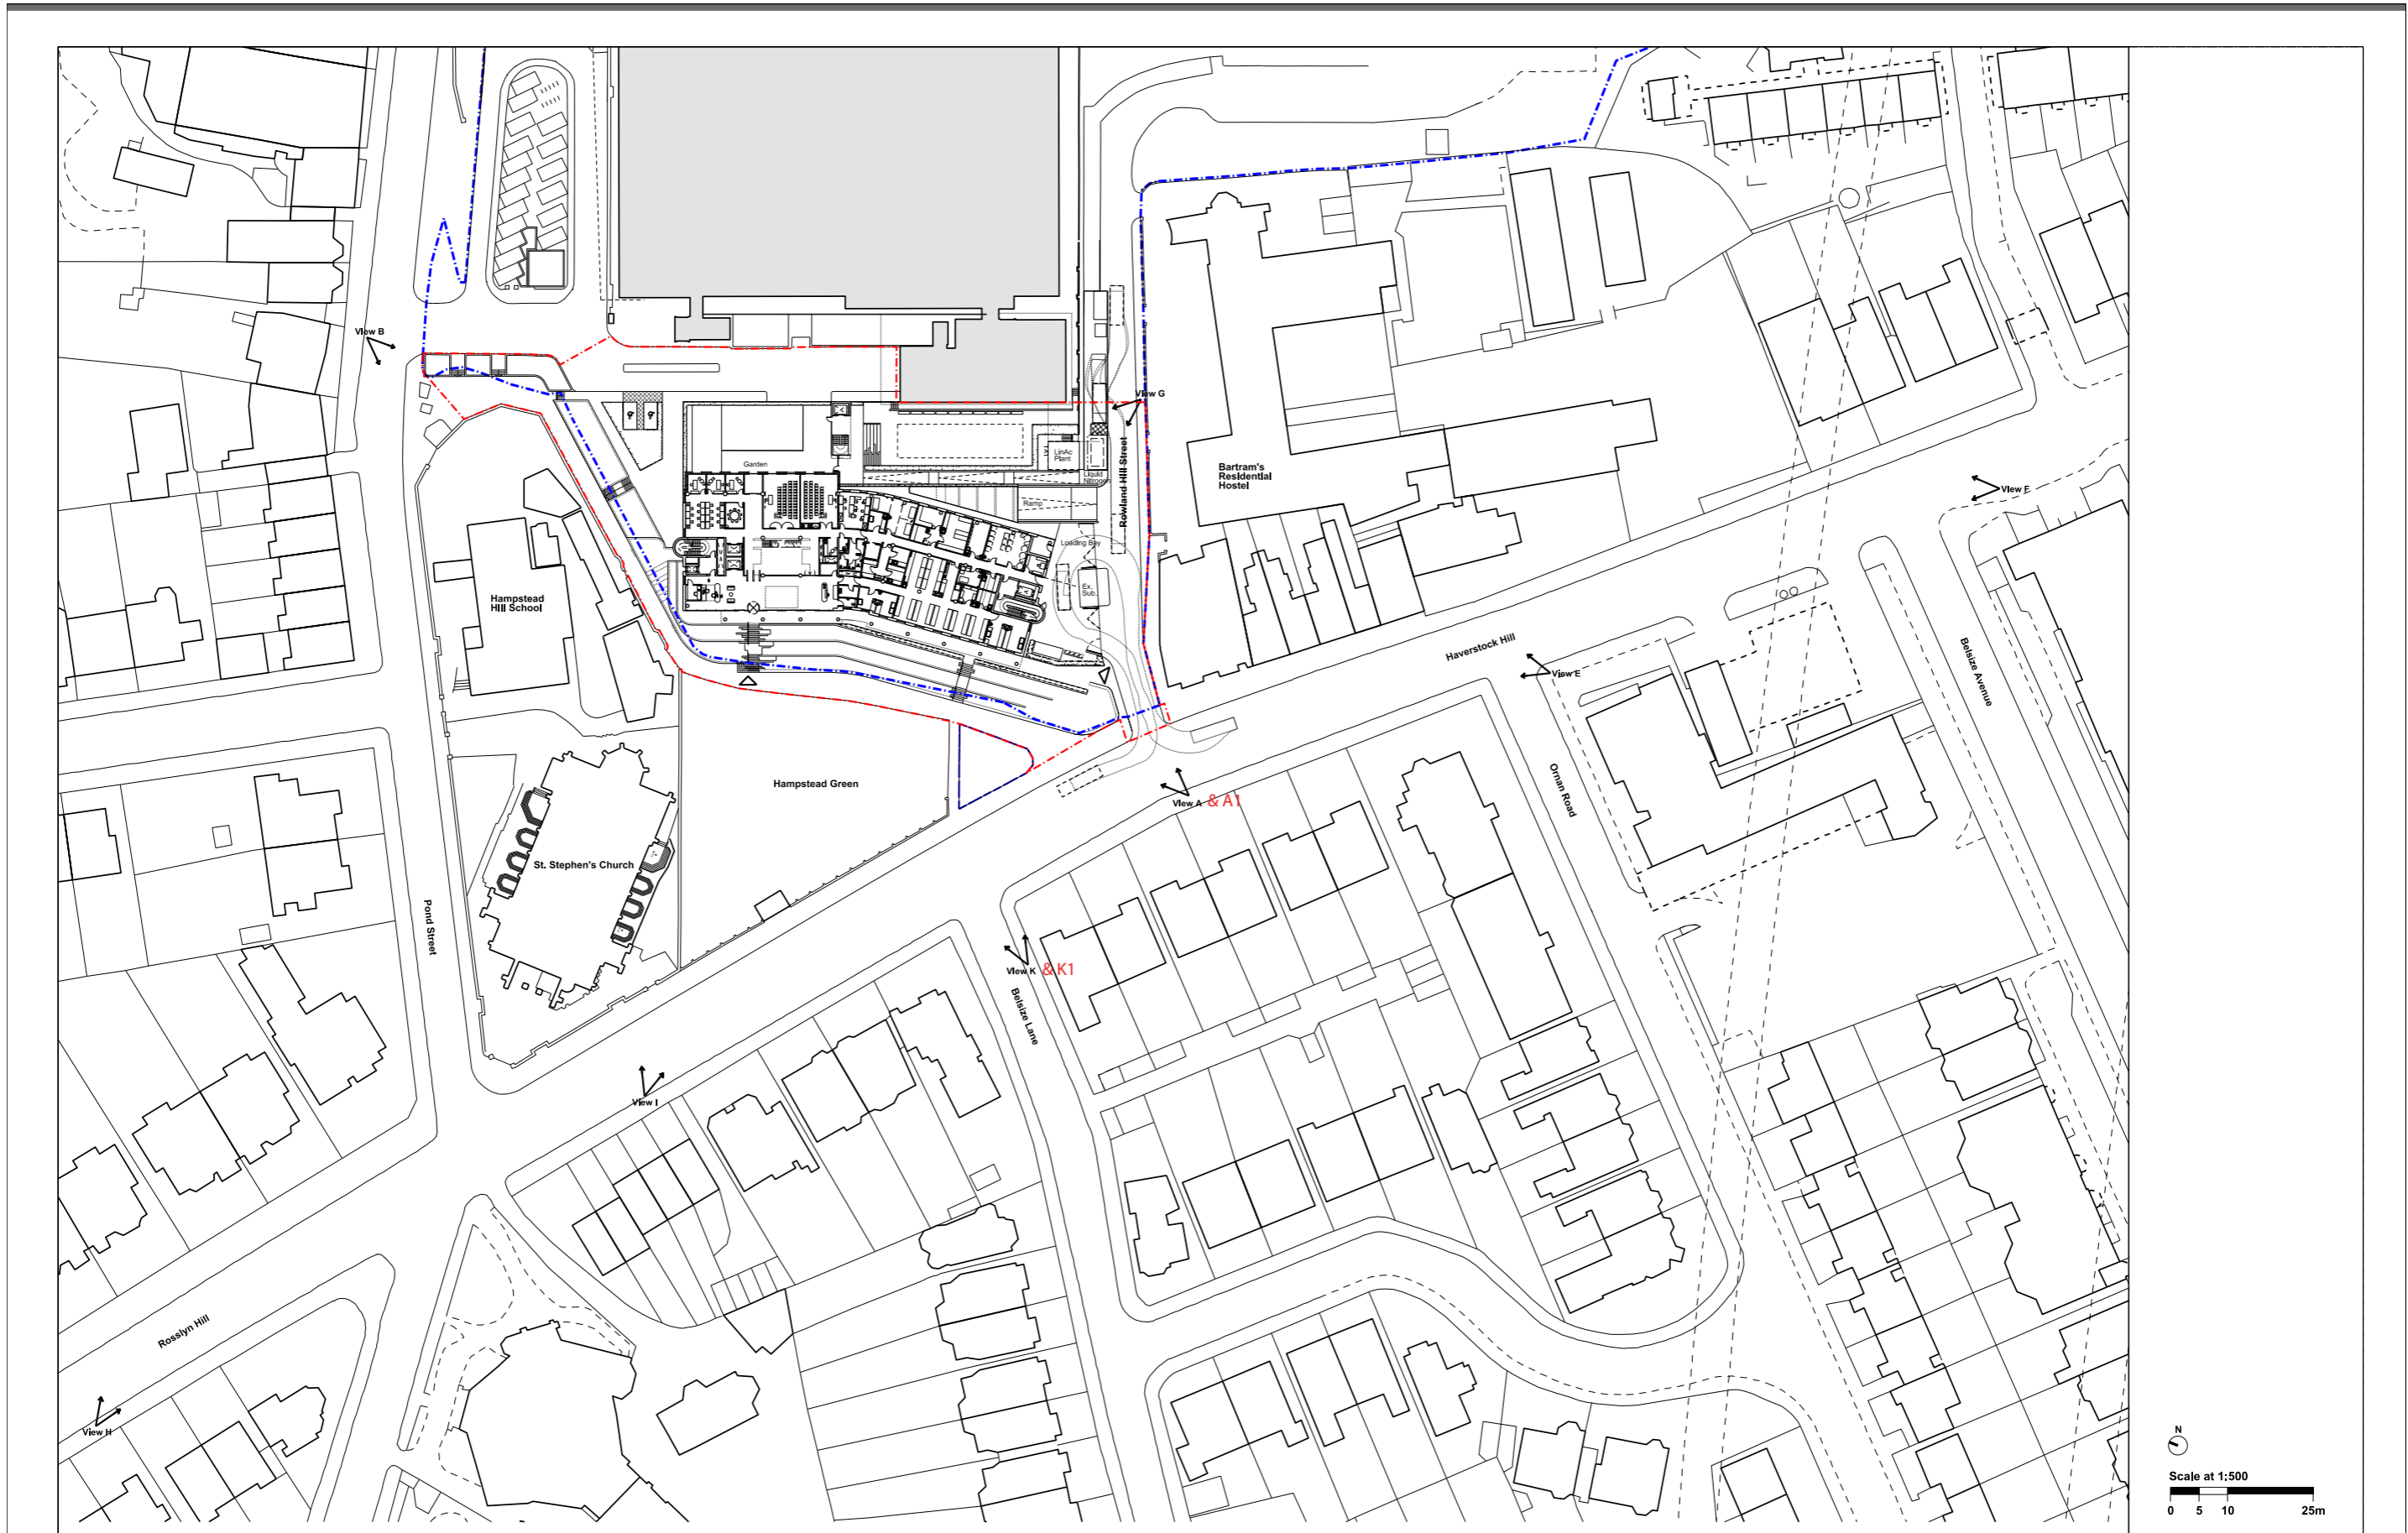 View B
View G
Garden
LinAc
Plant
Liquid
Nitrogen
Rowland Hill Street
Bartram's
Residential
Hostel
View F
Ramp
Loading Bay
Ex.
Sub.
Hampstead
Hill School
Haverstock Hill
View E
Belsize Avenue
Hampstead Green
Ornan Road
View A & A1
St. Stephen's Church
Pond Street
View K & K1
Belsize Lane
View I
Rosslyn Hill
View H
N
Scale at 1:500
0 5 10 25m